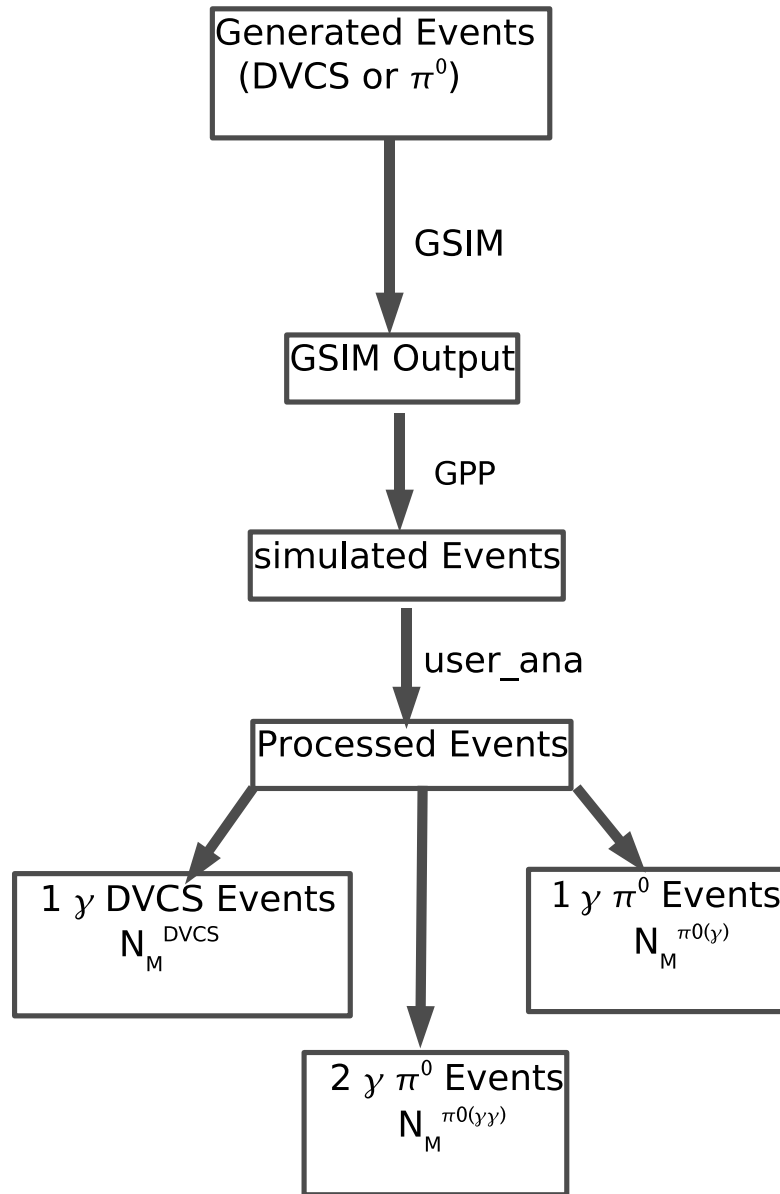 Generated Events
(DVCS or π⁰)
GSIM
GSIM Output
GPP
simulated Events
user_ana
Processed Events
1 γ DVCS Events
N_M^DVCS
1 γ π⁰ Events
N_M^π0(γ)
2 γ π⁰ Events
N_M^π0(γγ)